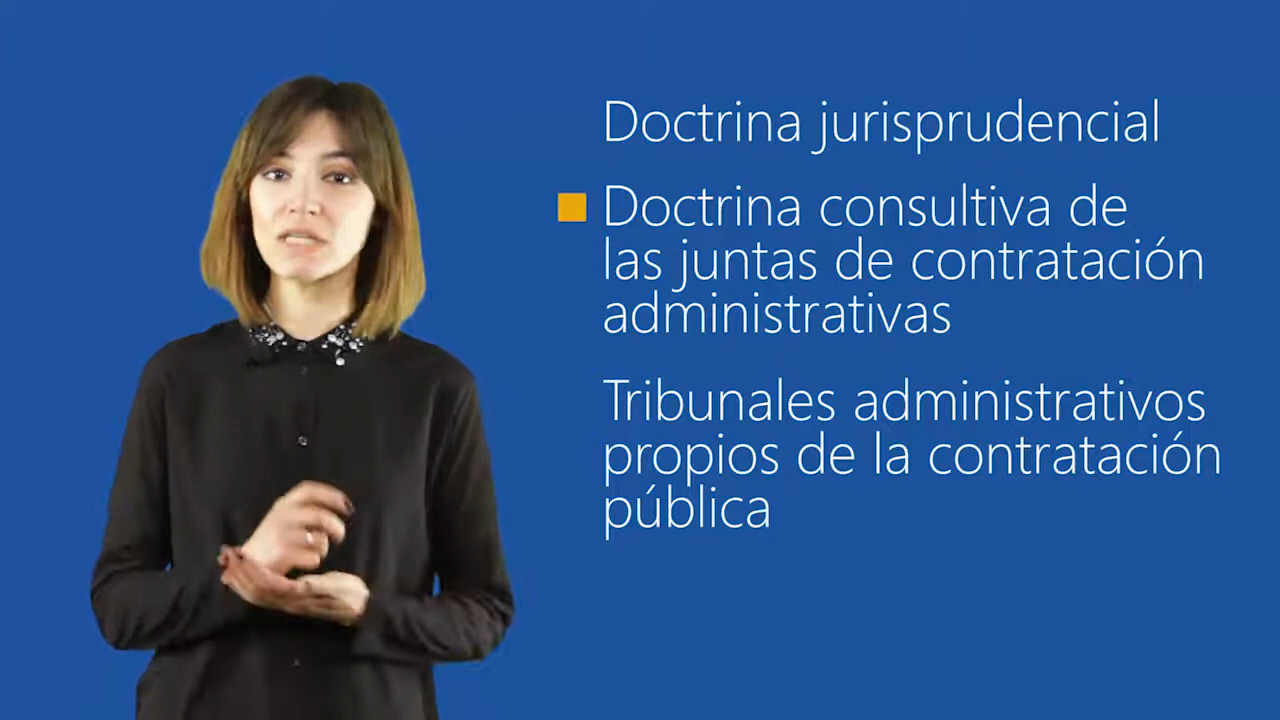 Doctrina jurisprudencial
Doctrina consultiva de
las juntas de contratación
administrativas
Tribunales administrativos
propios de la contratación
pública